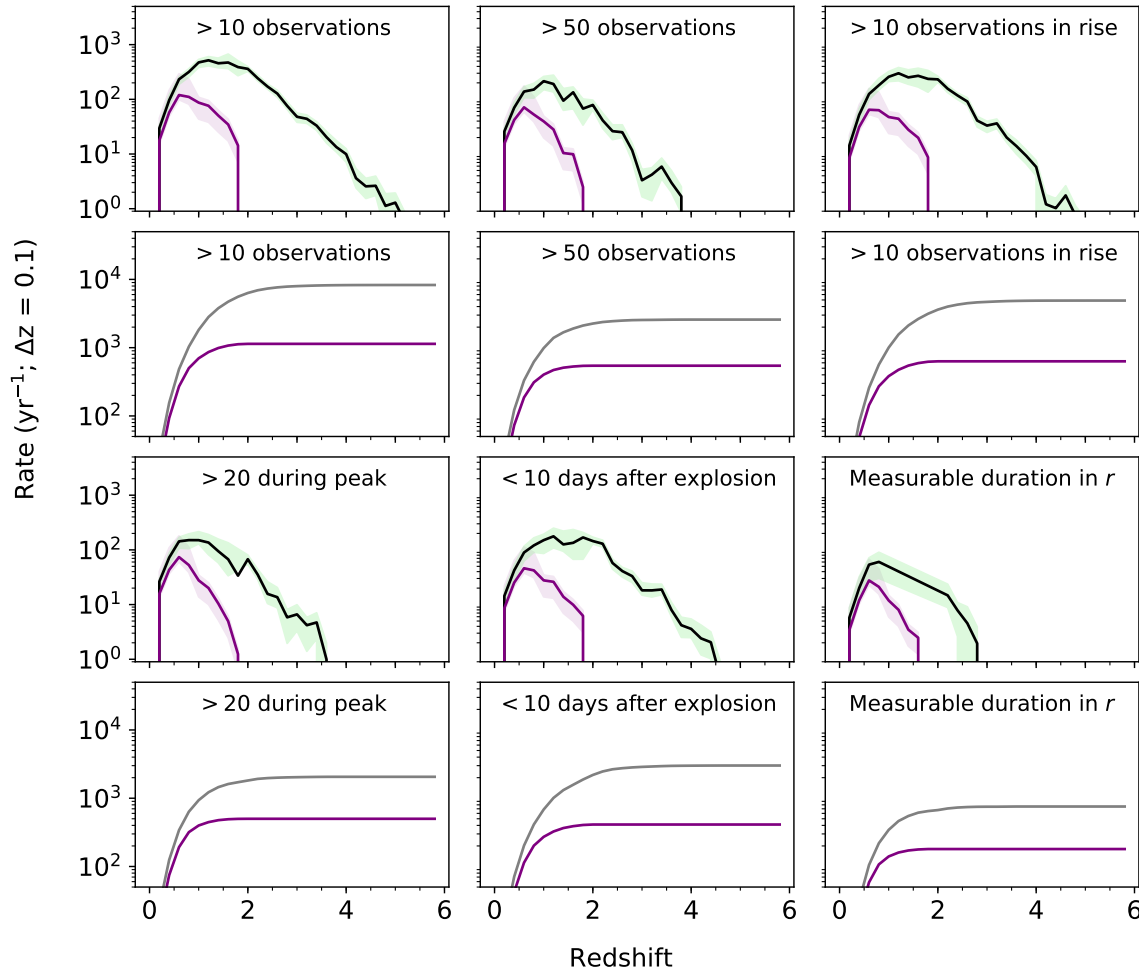 > 10 observations > 50 observations > 10 observations in rise
10³
10²
10¹
10⁰
> 10 observations > 50 observations > 10 observations in rise
10⁴
10³
10²
Rate (yr⁻¹; Δz = 0.1)
> 20 during peak < 10 days after explosion Measurable duration in r
10³
10²
10¹
10⁰
> 20 during peak < 10 days after explosion Measurable duration in r
10⁴
10³
10²
0 2 4 6 0 2 4 6 0 2 4 6
Redshift